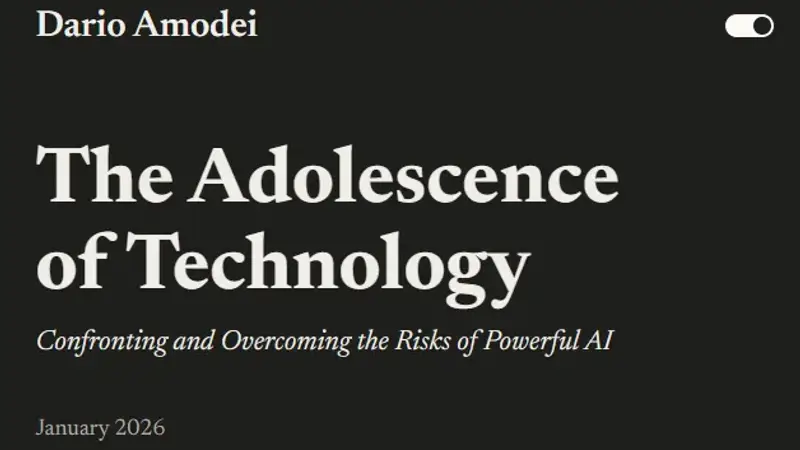 Dario Amodei
The Adolescence
of Technology
Confronting and Overcoming the Risks of Powerful AI
January 2026